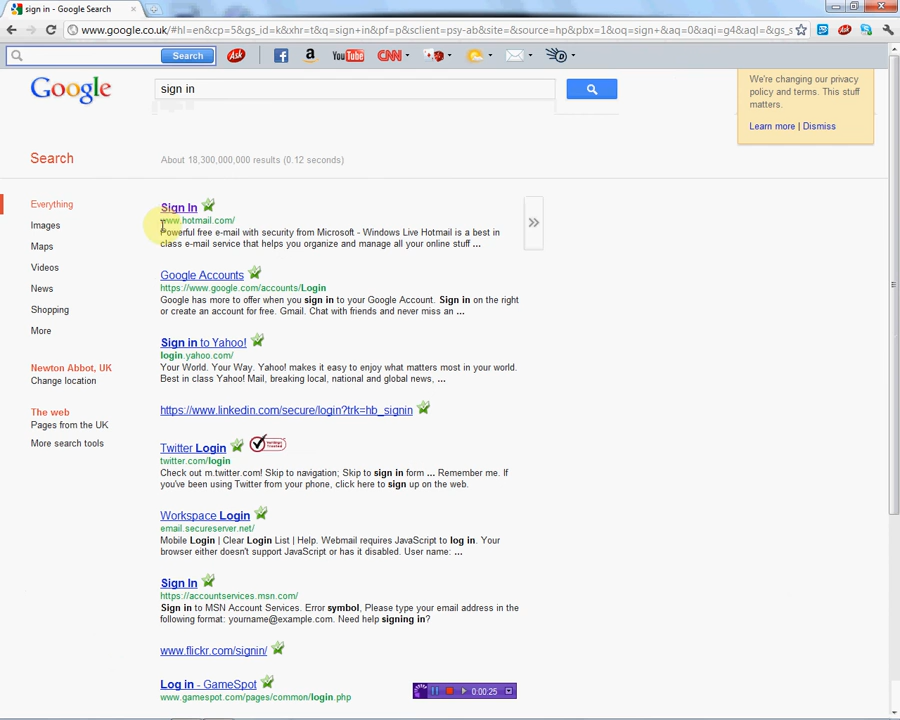 sign in - Google Search
www.google.co.uk/#hl=en&cp=5&gs_id=k&xhr=t&q=sign+in&pf=p&sclient=psy-ab&site=&source=hp&pbx=1&oq=sign+&aq=0&aqi=g4&aql=&gs_s
Search Ask YouTube CNN
Google sign in
We're changing our privacy
policy and terms. This stuff
matters.
Learn more | Dismiss
Search About 18,300,000,000 results (0.12 seconds)
Everything
Images
Maps
Videos
News
Shopping
More
Newton Abbot, UK
Change location
The web
Pages from the UK
More search tools
Sign In
www.hotmail.com/
Powerful free e-mail with security from Microsoft - Windows Live Hotmail is a best in
class e-mail service that helps you organize and manage all your online stuff ...
Google Accounts
https://www.google.com/accounts/Login
Google has more to offer when you sign in to your Google Account. Sign in on the right
or create an account for free. Gmail. Chat with friends and never miss an ...
Sign in to Yahoo!
login.yahoo.com/
Your World. Your Way. Yahoo! makes it easy to enjoy what matters most in your world.
Best in class Yahoo! Mail, breaking local, national and global news, ...
https://www.linkedin.com/secure/login?trk=hb_signin
Twitter Login
twitter.com/login
Check out m.twitter.com! Skip to navigation; Skip to sign in form ... Remember me. If
you've been using Twitter from your phone, click here to sign up on the web.
Workspace Login
email.secureserver.net/
Mobile Login | Clear Login List | Help. Webmail requires JavaScript to log in. Your
browser either doesn't support JavaScript or has it disabled. User name: ...
Sign In
https://accountservices.msn.com/
Sign in to MSN Account Services. Error symbol, Please type your email address in the
following format: yourname@example.com. Need help signing in?
www.flickr.com/signin/
Log in - GameSpot
www.gamespot.com/pages/common/login.php
0:00:25